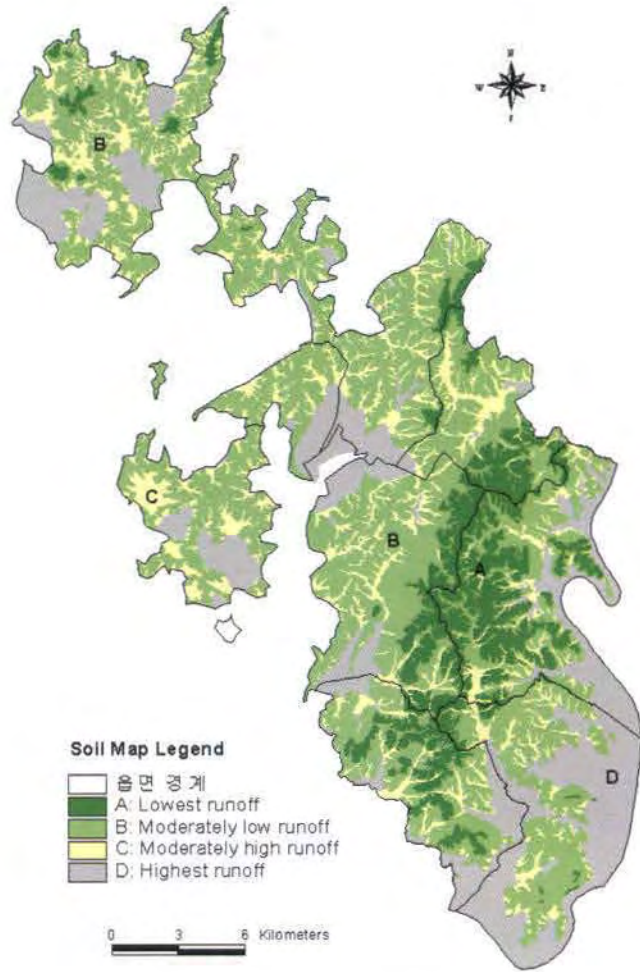 N
W E
S
B
C
B
A
D
Soil Map Legend
읍면 경계
A: Lowest runoff
B: Moderately low runoff
C: Moderately high runoff
D: Highest runoff
0 3 6 Kilometers